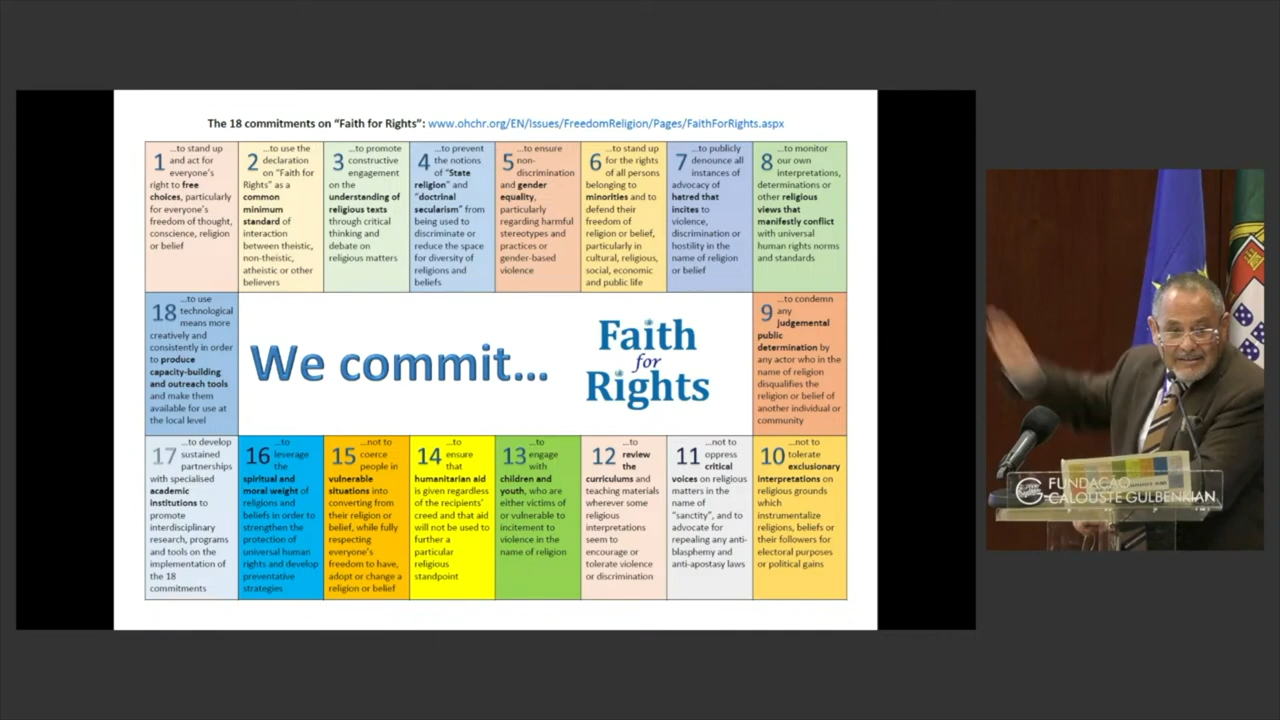 The 18 commitments on "Faith for Rights": www.ohchr.org/EN/Issues/FreedomReligion/Pages/FaithForRights.aspx
1 ...to stand up
and act for
everyone's
right to free
choices, particularly
for everyone's
freedom of thought,
conscience, religion
or belief
2 ...to use the
declaration
on "Faith for
Rights" as a
common
minimum
standard of
interaction
between theistic,
non-theistic,
atheistic or other
believers
3 ...to promote
constructive
engagement
on the
understanding of
religious texts
through critical
thinking and
debate on
religious matters
4 ...to prevent
the notions
of "State
religion" and
"doctrinal
secularism" from
being used to
discriminate or
reduce the space
for diversity of
religions and
beliefs
5 ...to ensure
non-
discrimination
and gender
equality,
particularly
regarding harmful
stereotypes and
practices or
gender-based
violence
6 ...to stand up
for the rights
of all persons
belonging to
minorities and to
defend their
freedom of
religion or belief,
particularly in
cultural, religious,
social, economic
and public life
7 ...to publicly
denounce all
instances of
advocacy of
hatred that
incites to
violence,
discrimination or
hostility in the
name of religion
or belief
8 ...to monitor
our own
interpretations,
determinations or
other religious
views that
manifestly conflict
with universal
human rights norms
and standards
18 ...to use
technological
means more
creatively and
consistently in order
to produce
capacity-building
and outreach tools
and make them
available for use at
the local level
We commit...
Faith
for
Rights
9 ...to condemn
any
judgemental
public
determination by
any actor who in the
name of religion
disqualifies the
religion or belief of
another individual or
community
17 ...to develop
sustained
partnerships
with specialised
academic
institutions to
promote
interdisciplinary
research, programs
and tools on the
implementation of
the 18
commitments
16 ...to
leverage
the
spiritual and
moral weight of
religions and
beliefs in order to
strengthen the
protection of
universal human
rights and develop
preventative
strategies
15 ...not to
coerce
people in
vulnerable
situations into
converting from
their religion or
belief, while fully
respecting
everyone's
freedom to have,
adopt or change a
religion or belief
14 ...to
ensure
that
humanitarian aid
is given regardless
of the recipients'
creed and that aid
will not be used to
further a
particular
religious
standpoint
13 ...to
engage
with
children and
youth, who are
either victims of
or vulnerable to
incitement to
violence in the
name of religion
12 ...to
review
the
curriculums and
teaching materials
wherever some
religious
interpretations
seem to
encourage or
tolerate violence
or discrimination
11 ...not to
oppress
critical
voices on religious
matters in the
name of
"sanctity", and to
advocate for
repealing any anti-
blasphemy and
anti-apostasy laws
10 ...not to
tolerate
exclusionary
interpretations on
religious grounds
which
instrumentalize
religions, beliefs or
their followers for
electoral purposes
or political gains
FUNDAÇÃO
CALOUSTE GULBENKIAN